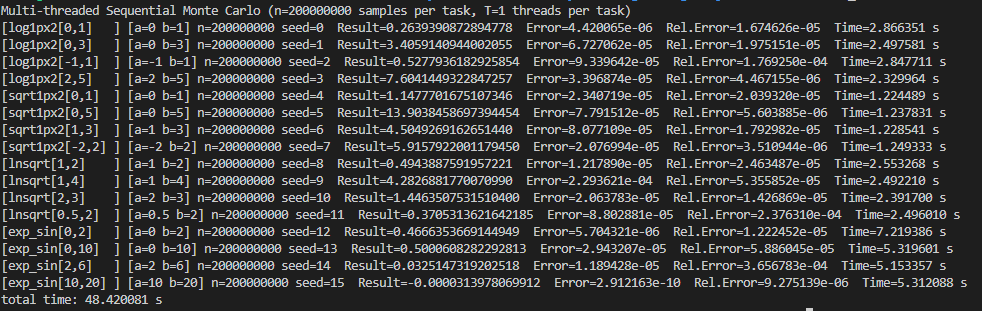 Multi-threaded Sequential Monte Carlo (n=200000000 samples per task, T=1 threads per task)
[log1px2[0,1]   ] [a=0 b=1] n=200000000 seed=0  Result=0.2639390872894778  Error=4.420065e-06  Rel.Error=1.674626e-05  Time=2.866351 s
[log1px2[0,3]   ] [a=0 b=3] n=200000000 seed=1  Result=3.4059140944002055  Error=6.727062e-05  Rel.Error=1.975151e-05  Time=2.497581 s
[log1px2[-1,1]  ] [a=-1 b=1] n=200000000 seed=2  Result=0.5277936182925854  Error=9.339642e-05  Rel.Error=1.769250e-04  Time=2.847711 s
[log1px2[2,5]   ] [a=2 b=5] n=200000000 seed=3  Result=7.6041449322847257  Error=3.396874e-05  Rel.Error=4.467155e-06  Time=2.329964 s
[sqrt1px2[0,1]  ] [a=0 b=1] n=200000000 seed=4  Result=1.1477701675107346  Error=2.340719e-05  Rel.Error=2.039320e-05  Time=1.224489 s
[sqrt1px2[0,5]  ] [a=0 b=5] n=200000000 seed=5  Result=13.9038458697394454  Error=7.791512e-05  Rel.Error=5.603885e-06  Time=1.237831 s
[sqrt1px2[1,3]  ] [a=1 b=3] n=200000000 seed=6  Result=4.5049269162651440  Error=8.077109e-05  Rel.Error=1.792982e-05  Time=1.228541 s
[sqrt1px2[-2,2] ] [a=-2 b=2] n=200000000 seed=7  Result=5.9157922001179450  Error=2.076994e-05  Rel.Error=3.510944e-06  Time=1.249333 s
[lnsqrt[1,2]    ] [a=1 b=2] n=200000000 seed=8  Result=0.4943887591957221  Error=1.217890e-05  Rel.Error=2.463487e-05  Time=2.553268 s
[lnsqrt[1,4]    ] [a=1 b=4] n=200000000 seed=9  Result=4.2826881770070990  Error=2.293621e-04  Rel.Error=5.355852e-05  Time=2.492210 s
[lnsqrt[2,3]    ] [a=2 b=3] n=200000000 seed=10  Result=1.4463507531510400  Error=2.063783e-05  Rel.Error=1.426869e-05  Time=2.391700 s
[lnsqrt[0.5,2]  ] [a=0.5 b=2] n=200000000 seed=11  Result=0.3705313621642185  Error=8.802881e-05  Rel.Error=2.376310e-04  Time=2.496010 s
[exp_sin[0,2]   ] [a=0 b=2] n=200000000 seed=12  Result=0.4666353669144949  Error=5.704321e-06  Rel.Error=1.222452e-05  Time=7.219386 s
[exp_sin[0,10]  ] [a=0 b=10] n=200000000 seed=13  Result=0.5000608282292813  Error=2.943207e-05  Rel.Error=5.886045e-05  Time=5.319601 s
[exp_sin[2,6]   ] [a=2 b=6] n=200000000 seed=14  Result=0.0325147319202518  Error=1.189428e-05  Rel.Error=3.656783e-04  Time=5.153357 s
[exp_sin[10,20] ] [a=10 b=20] n=200000000 seed=15  Result=-0.0000313978069912  Error=2.912163e-10  Rel.Error=9.275139e-06  Time=5.312088 s
total time: 48.420081 s